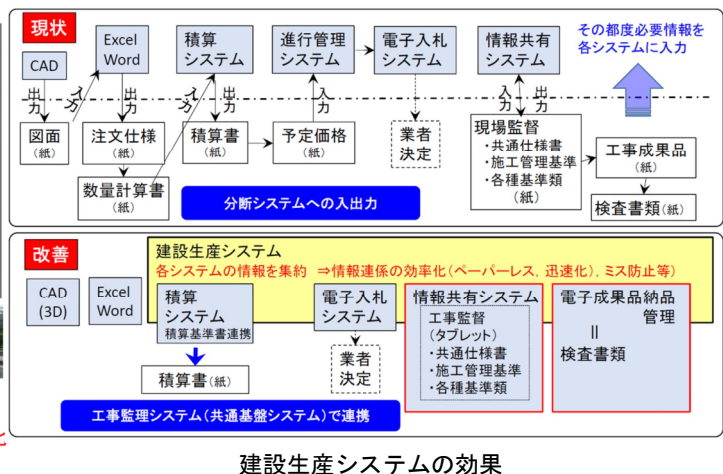 現状
その都度必要情報を
各システムに入力
CAD
Excel
Word
積算
システム
進行管理
システム
電子入札
システム
情報共有
システム
出力
入力
出力
入力
出力
入力
入力
出力
図面
(紙)
注文仕様
(紙)
積算書
(紙)
予定価格
(紙)
業者
決定
現場監督
・共通仕様書
・施工管理基準
・各種基準類
(紙)
工事成果品
(紙)
数量計算書
(紙)
検査書類(紙)
分断システムへの入出力
改善
建設生産システム
各システムの情報を集約 ⇒情報連係の効率化(ペーパーレス, 迅速化), ミス防止等)
CAD
(3D)
Excel
Word
積算
システム
積算基準書連携
電子入札
システム
情報共有システム
工事監督
(タブレット)
・共通仕様書
・施工管理基準
・各種基準類
電子成果品納品
管理
||
検査書類
業者
決定
積算書(紙)
工事監理システム(共通基盤システム)で連携
と
建設生産システムの効果